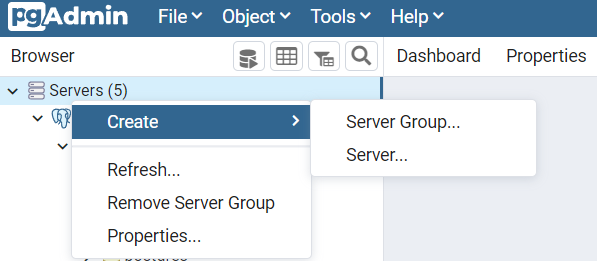 pgAdmin File Object Tools Help
Browser Dashboard Properties
Servers (5)
Create Server Group...
Server...
Refresh...
Remove Server Group
Properties...